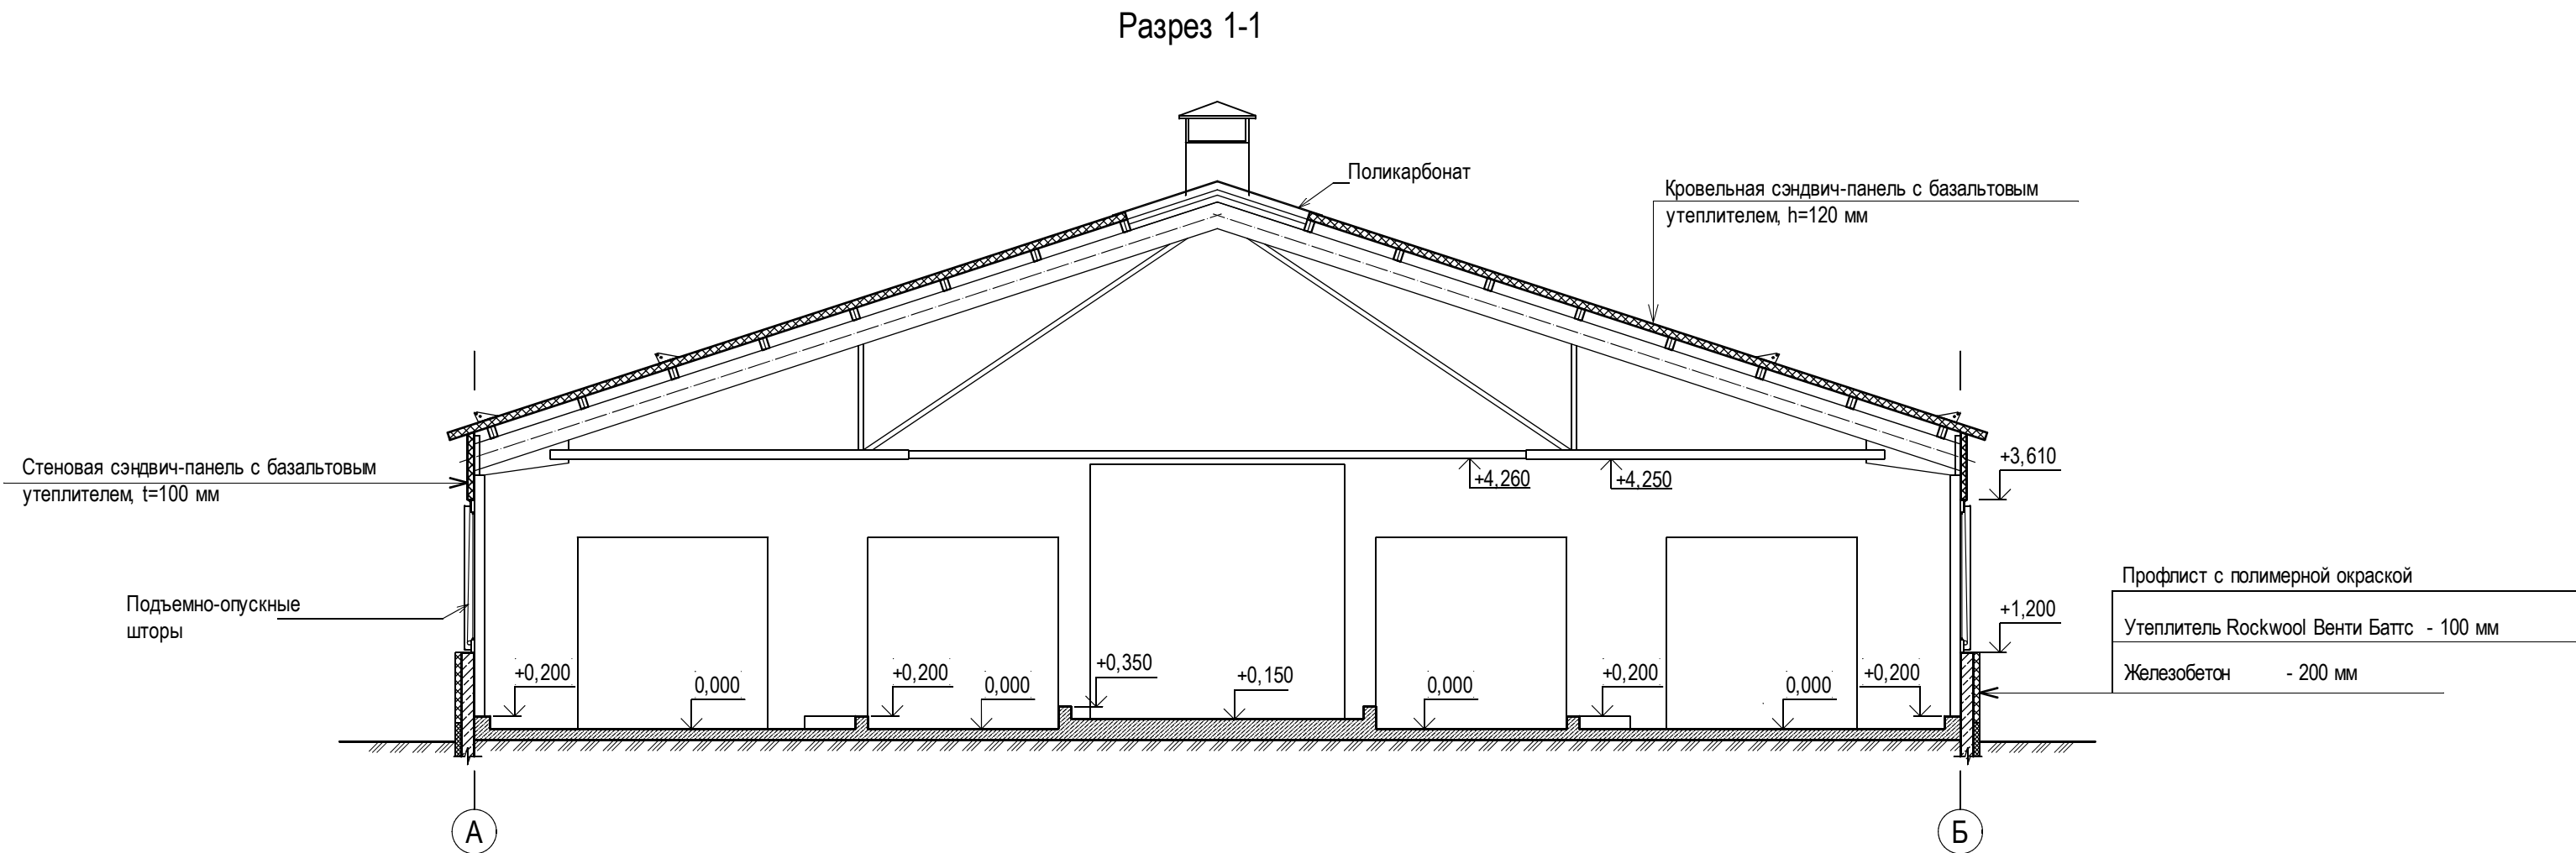 Разрез 1-1
Поликарбонат
Кровельная сэндвич-панель с базальтовым
утеплителем, h=120 мм
Стеновая сэндвич-панель с базальтовым
утеплителем, t=100 мм
+4,260
+4,250
+3,610
Подъемно-опускные
шторы
Профлист с полимерной окраской
Утеплитель Rockwool Венти Баттс - 100 мм
Железобетон - 200 мм
+1,200
+0,200
0,000
+0,200
0,000
+0,350
+0,150
0,000
+0,200
0,000
+0,200
А
Б